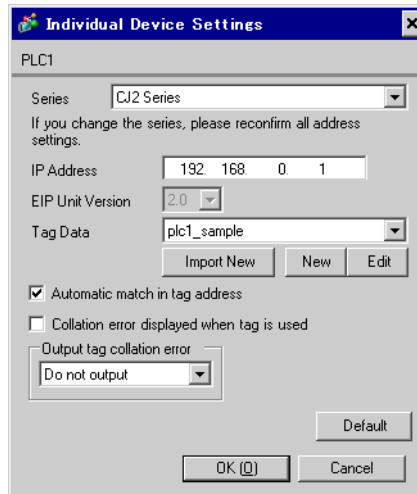 Individual Device Settings
PLC1
Series CJ2 Series
If you change the series, please reconfirm all address
settings.
IP Address 192. 168. 0. 1
EIP Unit Version 2.0
Tag Data plc1_sample
Import New New Edit
Automatic match in tag address
Collation error displayed when tag is used
Output tag collation error
Do not output
Default
OK (O) Cancel